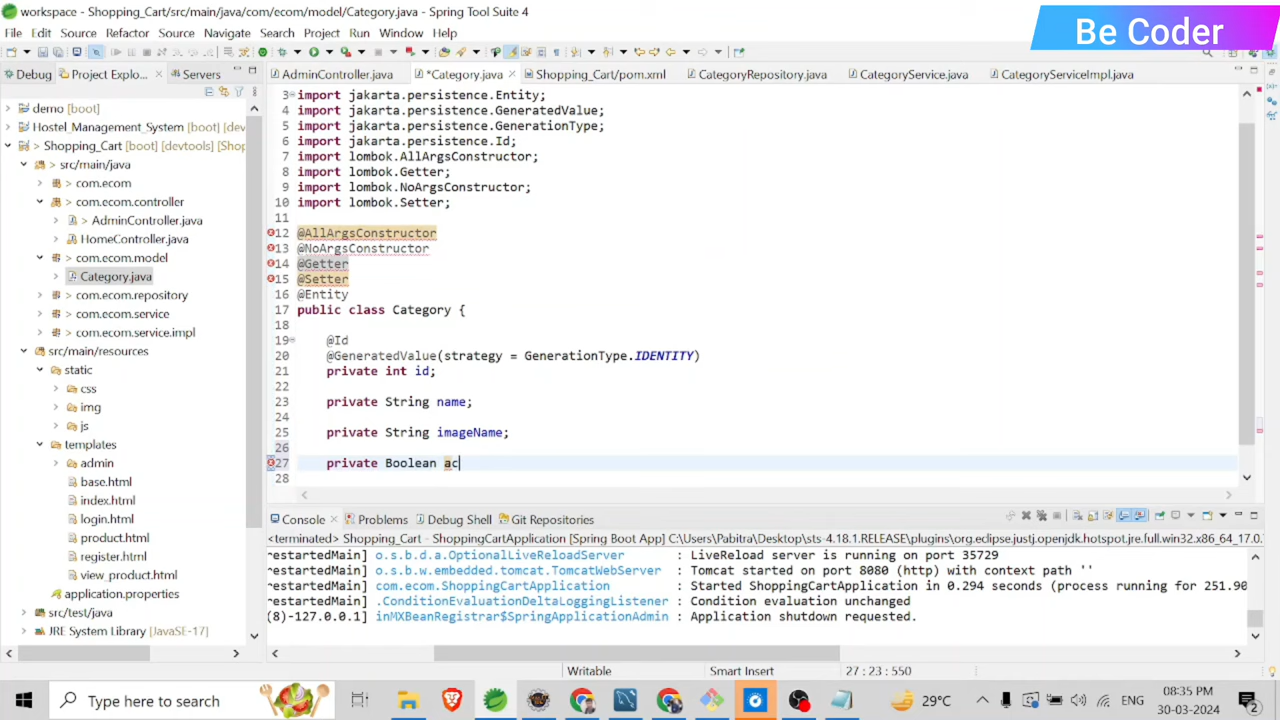 workspace - Shopping_Cart/src/main/java/com/ecom/model/Category.java - Spring Tool Suite 4
Be Coder
File Edit Source Refactor Source Navigate Search Project Run Window Help
Debug Project Explo... Servers
AdminController.java *Category.java Shopping_Cart/pom.xml CategoryRepository.java CategoryService.java CategoryServiceImpl.java
demo [boot]
Hostel_Management_System [boot] [dev
Shopping_Cart [boot] [devtools] [Shop
src/main/java
com.ecom
com.ecom.controller
AdminController.java
HomeController.java
com.ecom.model
Category.java
com.ecom.repository
com.ecom.service
com.ecom.service.impl
src/main/resources
static
css
img
js
templates
admin
base.html
index.html
login.html
product.html
register.html
view_product.html
application.properties
src/test/java
JRE System Library [JavaSE-17]
3 import jakarta.persistence.Entity;
4 import jakarta.persistence.GeneratedValue;
5 import jakarta.persistence.GenerationType;
6 import jakarta.persistence.Id;
7 import lombok.AllArgsConstructor;
8 import lombok.Getter;
9 import lombok.NoArgsConstructor;
10 import lombok.Setter;
11
12 @AllArgsConstructor
13 @NoArgsConstructor
14 @Getter
15 @Setter
16 @Entity
17 public class Category {
18
19 @Id
20 @GeneratedValue(strategy = GenerationType.IDENTITY)
21 private int id;
22
23 private String name;
24
25 private String imageName;
26
27 private Boolean ac
28
Console Problems Debug Shell Git Repositories
<terminated> Shopping_Cart - ShoppingCartApplication [Spring Boot App] C:\Users\Pabitra\Desktop\sts-4.18.1.RELEASE\plugins\org.eclipse.justj.openjdk.hotspot.jre.full.win32.x86_64_17.0.
restartedMain] o.s.b.d.a.OptionalLiveReloadServer : LiveReload server is running on port 35729
restartedMain] o.s.b.w.embedded.tomcat.TomcatWebServer : Tomcat started on port 8080 (http) with context path ''
restartedMain] com.ecom.ShoppingCartApplication : Started ShoppingCartApplication in 0.294 seconds (process running for 251.90
restartedMain] .ConditionEvaluationDeltaLoggingListener : Condition evaluation unchanged
(8)-127.0.0.1] inMXBeanRegistrar$SpringApplicationAdmin : Application shutdown requested.
Writable Smart Insert 27 : 23 : 550
Type here to search
29°C ENG 08:35 PM
30-03-2024
2